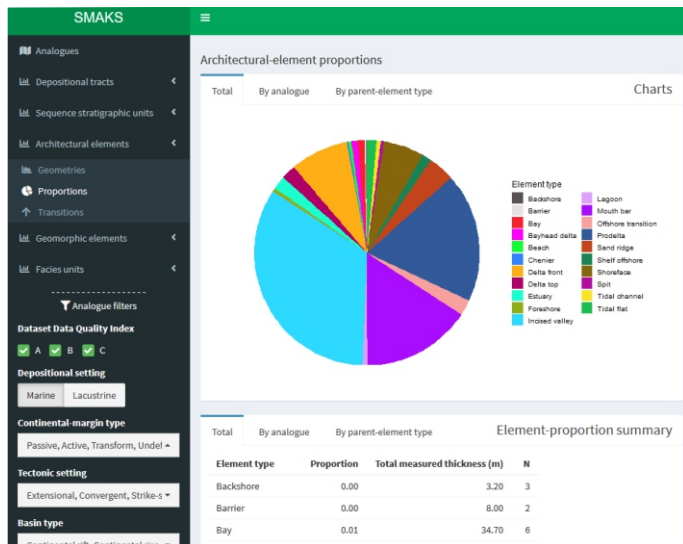 SMAKS
Analogues
Depositional tracts
Sequence stratigraphic units
Architectural elements
Geometries
Proportions
Transitions
Geomorphic elements
Facies units
Analogue filters
Dataset Data Quality Index
A B C
Depositional setting
Marine Lacustrine
Continental-margin type
Passive, Active, Transform, Undef
Tectonic setting
Extensional, Convergent, Strike-s
Basin type
Architectural-element proportions
Total By analogue By parent-element type Charts
Element type
Backshore
Barrier
Bay
Bayhead delta
Beach
Chenier
Delta front
Delta top
Estuary
Foreshore
Incised valley
Lagoon
Mouth bar
Offshore transition
Prodelta
Sand ridge
Shelf offshore
Shoreface
Spit
Tidal channel
Tidal flat
Total By analogue By parent-element type Element-proportion summary
Element type Proportion Total measured thickness (m) N
Backshore 0.00 3.20 3
Barrier 0.00 8.00 2
Bay 0.01 34.70 6